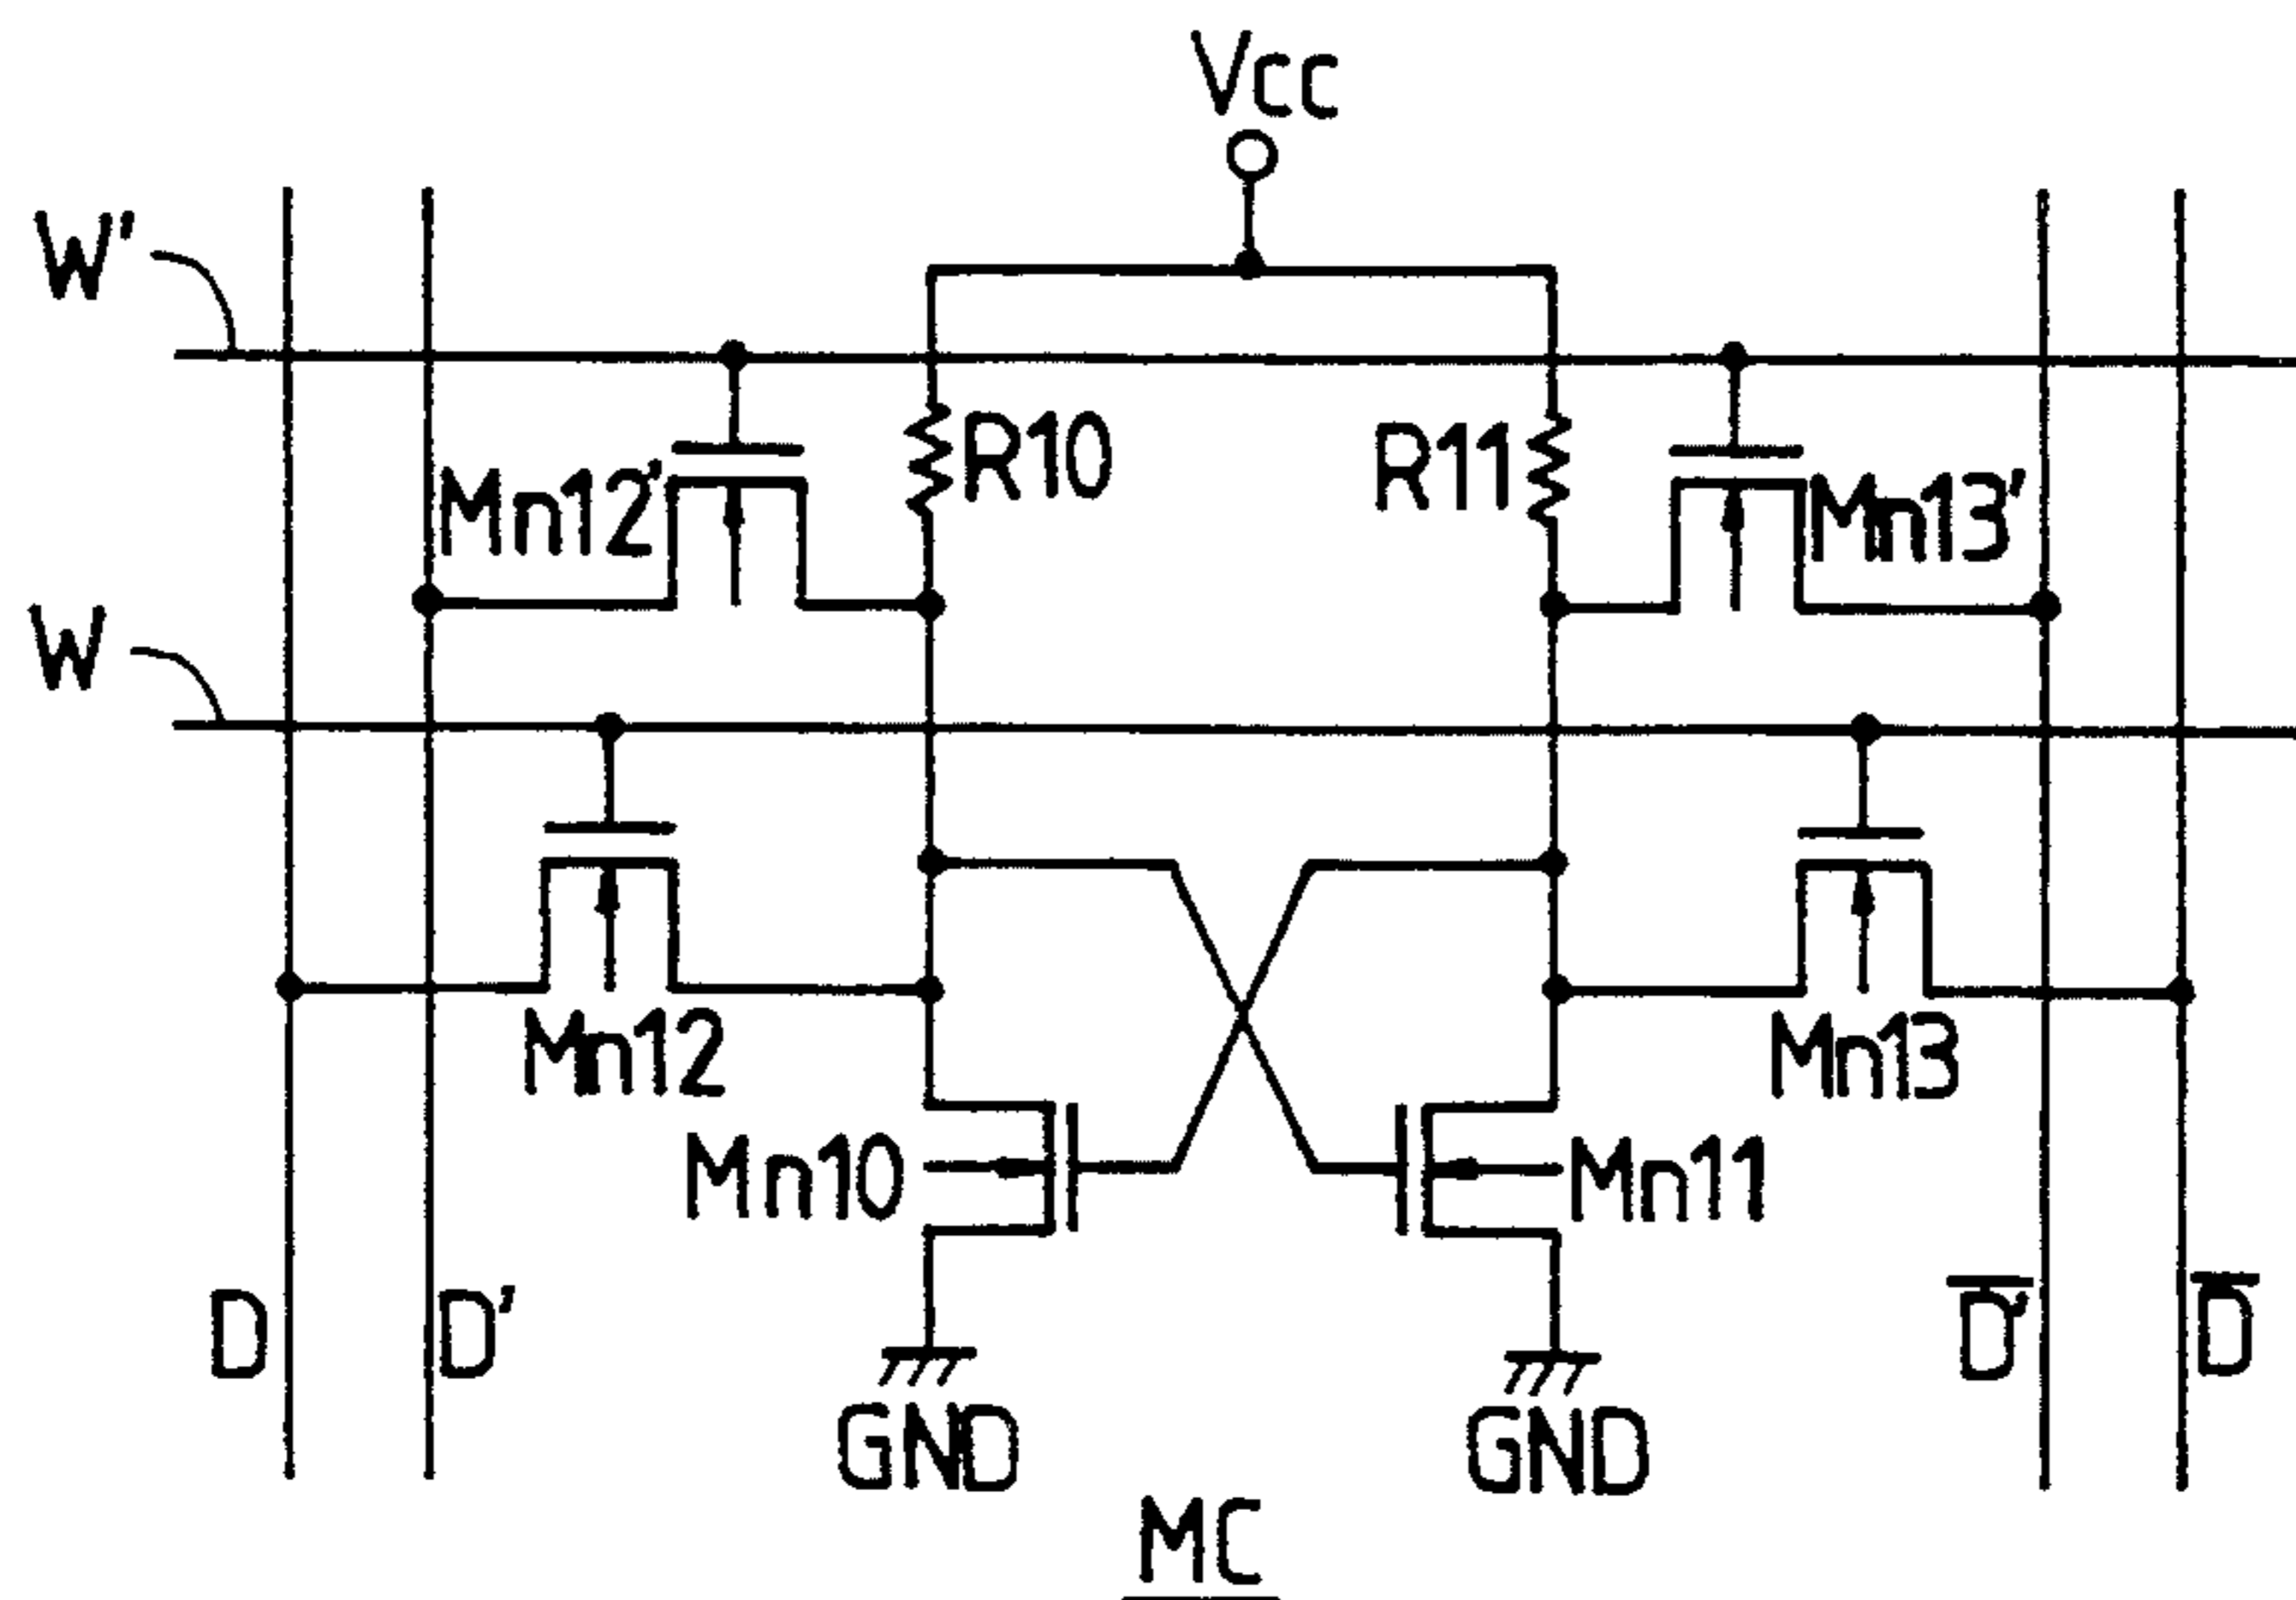 Vcc
W'
R10
R11
Mn12'
Mn13'
W
Mn12
Mn13
Mn10
Mn11
D
D'
D̅'̅
D̅
GND
GND
MC